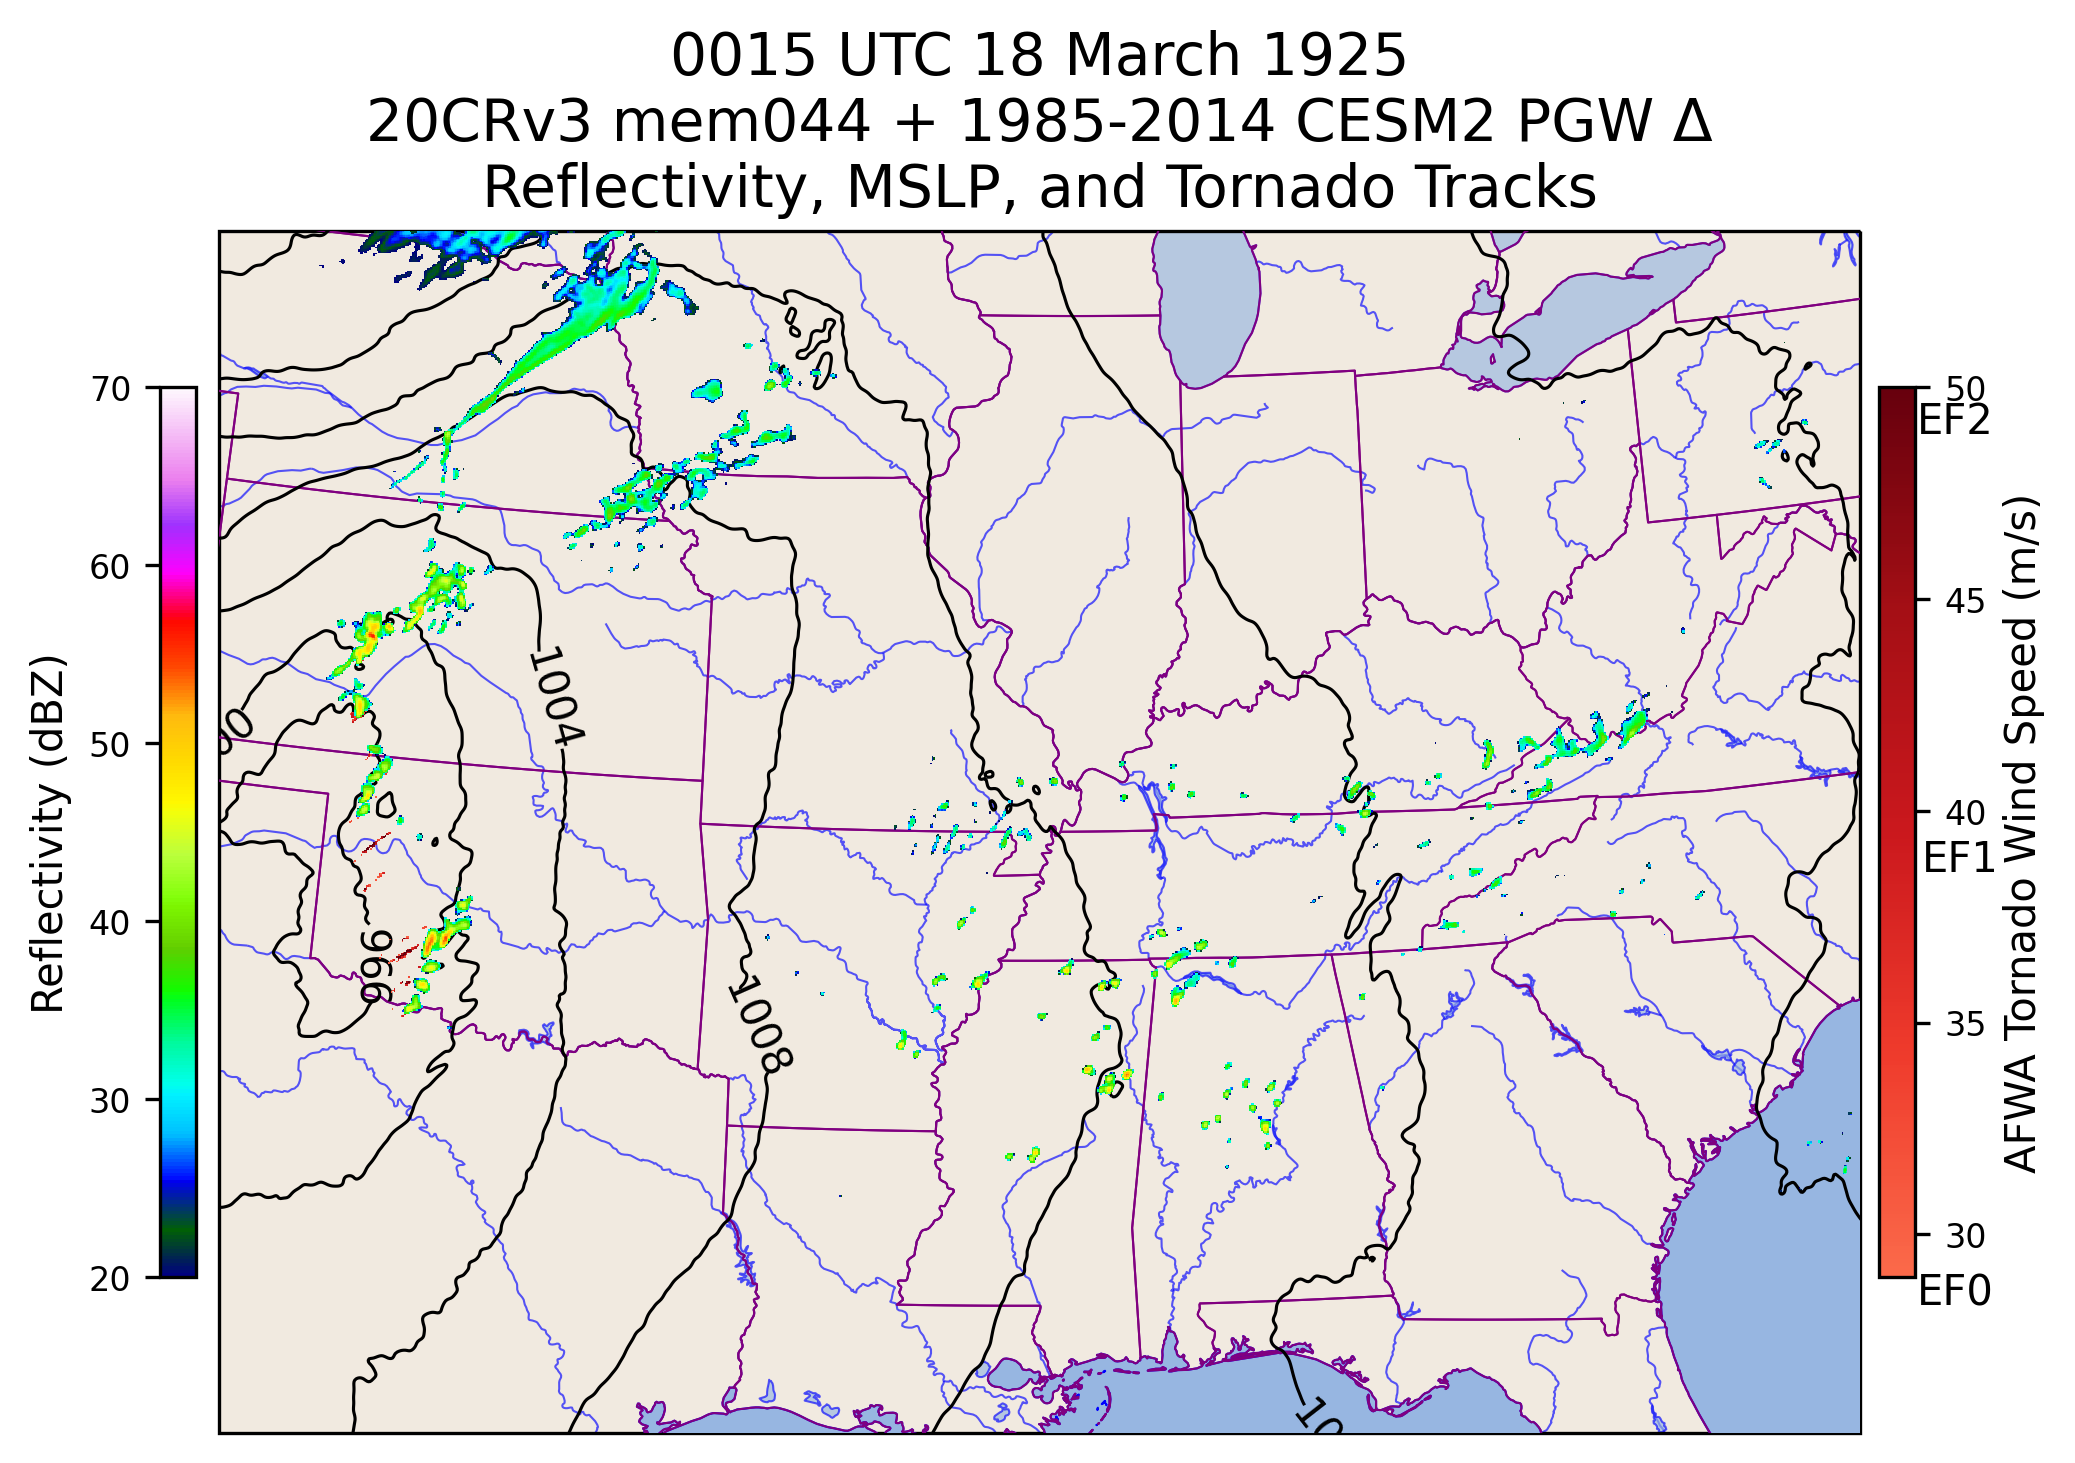 0015 UTC 18 March 1925
20CRv3 mem044 + 1985-2014 CESM2 PGW Δ
Reflectivity, MSLP, and Tornado Tracks
Reflectivity (dBZ)
70
60
50
40
30
20
1004
996
1008
50
EF2
45
40
EF1
35
30
EF0
AFWA Tornado Wind Speed (m/s)